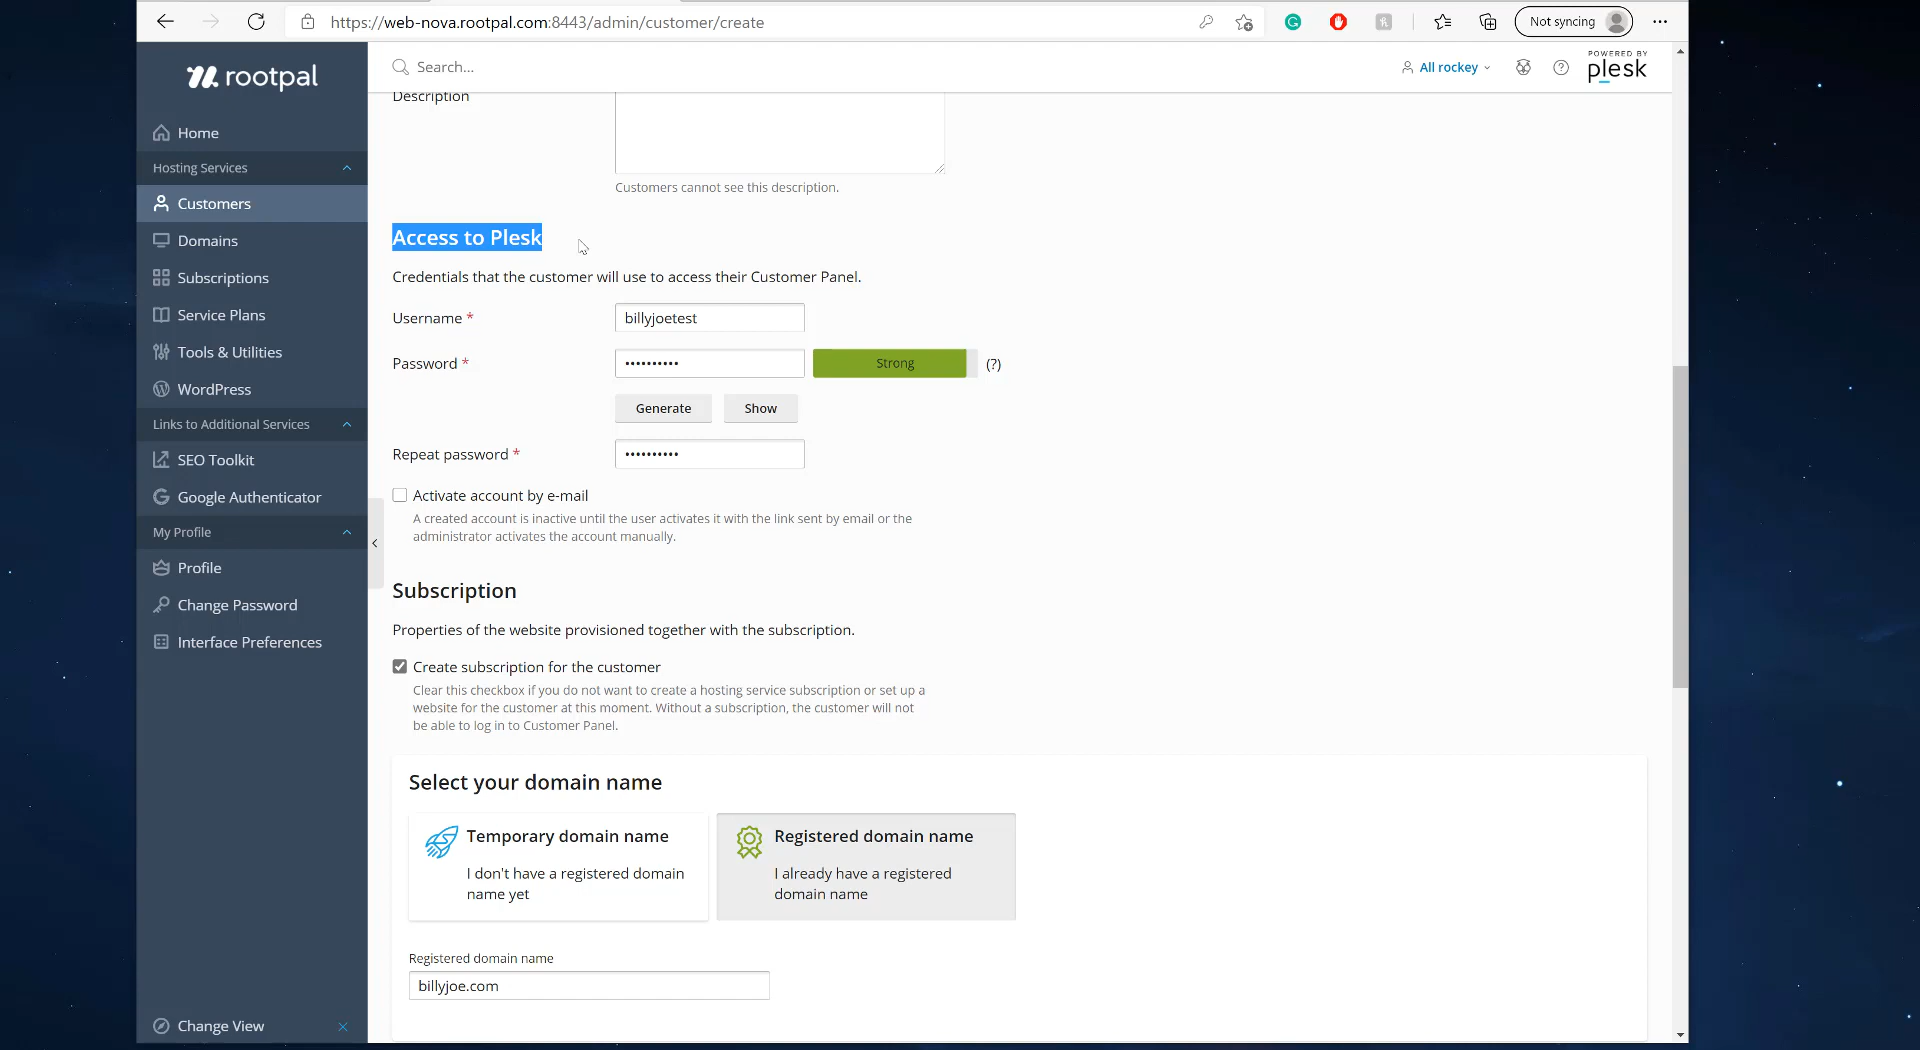 https://web-nova.rootpal.com:8443/admin/customer/create
Not syncing
rootpal
Search...
All rockey
POWERED BY
plesk
Home
Hosting Services
Customers
Domains
Subscriptions
Service Plans
Tools & Utilities
WordPress
Links to Additional Services
SEO Toolkit
Google Authenticator
My Profile
Profile
Change Password
Interface Preferences
Change View
Description
Customers cannot see this description.
Access to Plesk
Credentials that the customer will use to access their Customer Panel.
Username *
billyjoetest
Password *
••••••••••
Strong
(?)
Generate
Show
Repeat password *
••••••••••
Activate account by e-mail
A created account is inactive until the user activates it with the link sent by email or the
administrator activates the account manually.
Subscription
Properties of the website provisioned together with the subscription.
Create subscription for the customer
Clear this checkbox if you do not want to create a hosting service subscription or set up a
website for the customer at this moment. Without a subscription, the customer will not
be able to log in to Customer Panel.
Select your domain name
Temporary domain name
I don't have a registered domain
name yet
Registered domain name
I already have a registered
domain name
Registered domain name
billyjoe.com